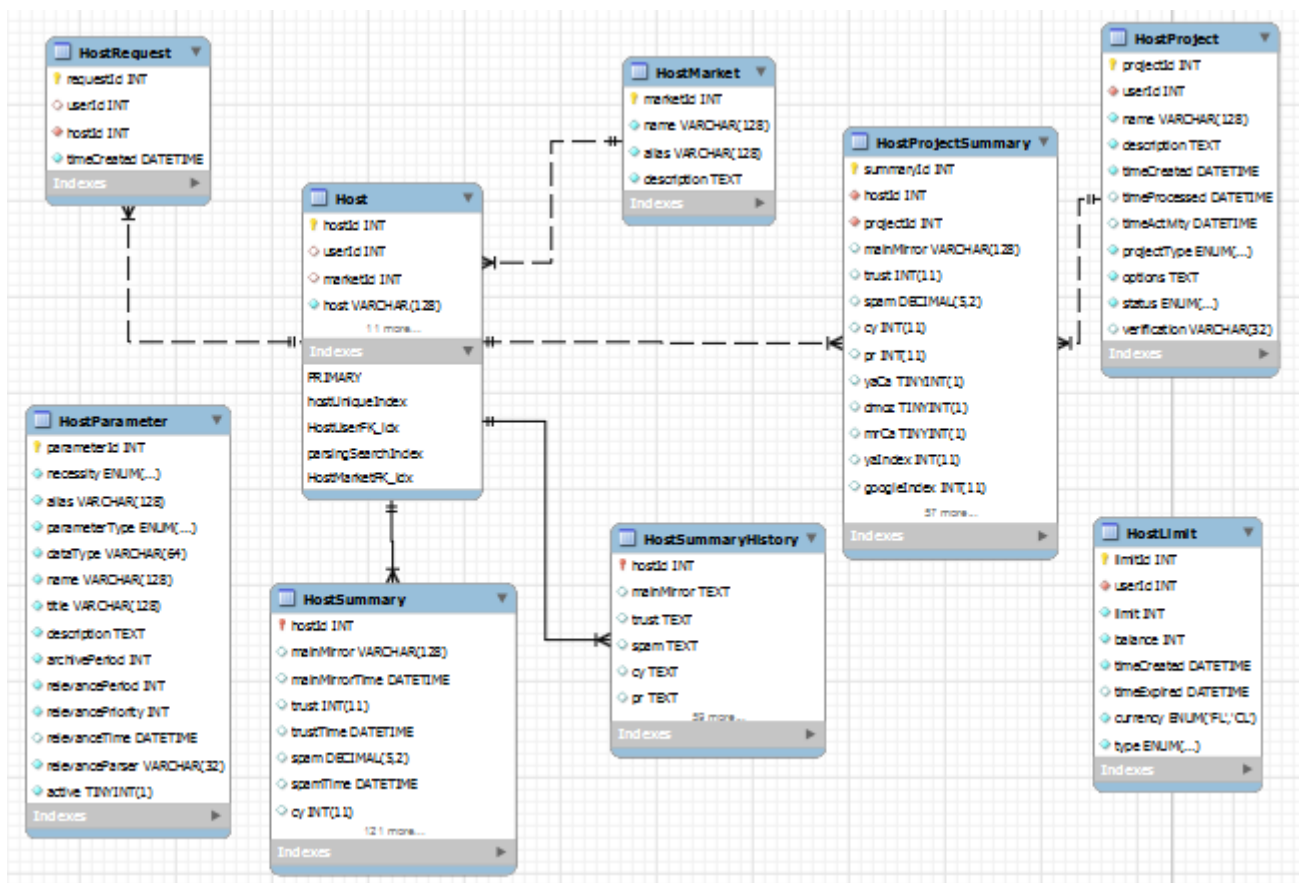 HostRequest
requestId INT
userId INT
hostId INT
timeCreated DATETIME
Indexes
Host
hostId INT
userId INT
marketId INT
host VARCHAR(128)
11 more...
Indexes
PRIMARY
hostUniqueIndex
HostUserFK_idx
parsingSearchIndex
HostMarketFK_idx
HostMarket
marketId INT
name VARCHAR(128)
alias VARCHAR(128)
description TEXT
Indexes
HostProjectSummary
summaryId INT
hostId INT
projectId INT
mainMirror VARCHAR(128)
trust INT(11)
spam DECIMAL(5,2)
cy INT(11)
pr INT(11)
yaCa TINYINT(1)
dmoz TINYINT(1)
mrCa TINYINT(1)
yaIndex INT(11)
googleIndex INT(11)
57 more...
Indexes
HostProject
projectId INT
userId INT
name VARCHAR(128)
description TEXT
timeCreated DATETIME
timeProcessed DATETIME
timeActivity DATETIME
projectType ENUM(...)
options TEXT
status ENUM(...)
verification VARCHAR(32)
Indexes
HostParameter
parameterId INT
necessity ENUM(...)
alias VARCHAR(128)
parameterType ENUM(...)
dataType VARCHAR(64)
name VARCHAR(128)
title VARCHAR(128)
description TEXT
archivePeriod INT
relevancePeriod INT
relevancePriority INT
relevanceTime DATETIME
relevanceParser VARCHAR(32)
active TINYINT(1)
Indexes
HostSummary
hostId INT
mainMirror VARCHAR(128)
mainMirrorTime DATETIME
trust INT(11)
trustTime DATETIME
spam DECIMAL(5,2)
spamTime DATETIME
cy INT(11)
121 more...
Indexes
HostSummaryHistory
hostId INT
mainMirror TEXT
trust TEXT
spam TEXT
cy TEXT
pr TEXT
59 more...
Indexes
HostLimit
limitId INT
userId INT
limit INT
balance INT
timeCreated DATETIME
timeExpired DATETIME
currency ENUM('FL','CL')
type ENUM(...)
Indexes